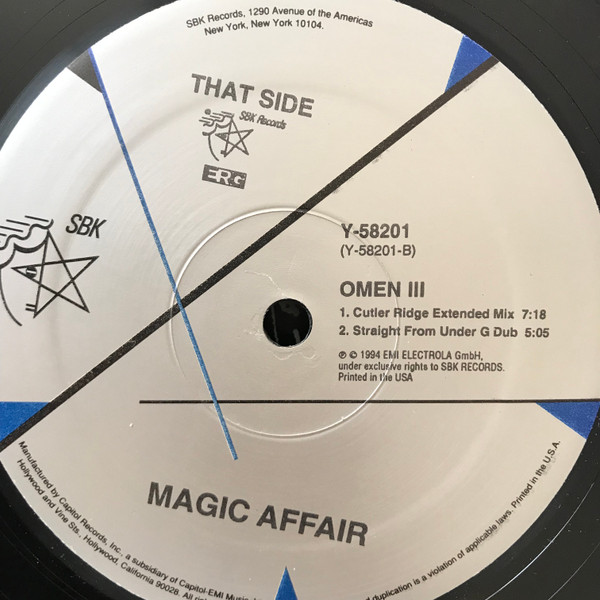 SBK Records, 1290 Avenue of the Americas
New York, New York 10104.
THAT SIDE
SBK Records
ERG
SBK
Y-58201
(Y-58201-B)
OMEN III
1. Cutler Ridge Extended Mix 7:18
2. Straight From Under G Dub 5:05
℗ © 1994 EMI ELECTROLA GmbH,
under exclusive rights to SBK RECORDS.
Printed in the USA
MAGIC AFFAIR
Manufactured by Capitol Records, Inc., a subsidiary of Capitol-EMI Music, duplication is a violation of applicable laws. Printed in the U.S.A.
Hollywood and Vine Sts., Hollywood, California 90028. All